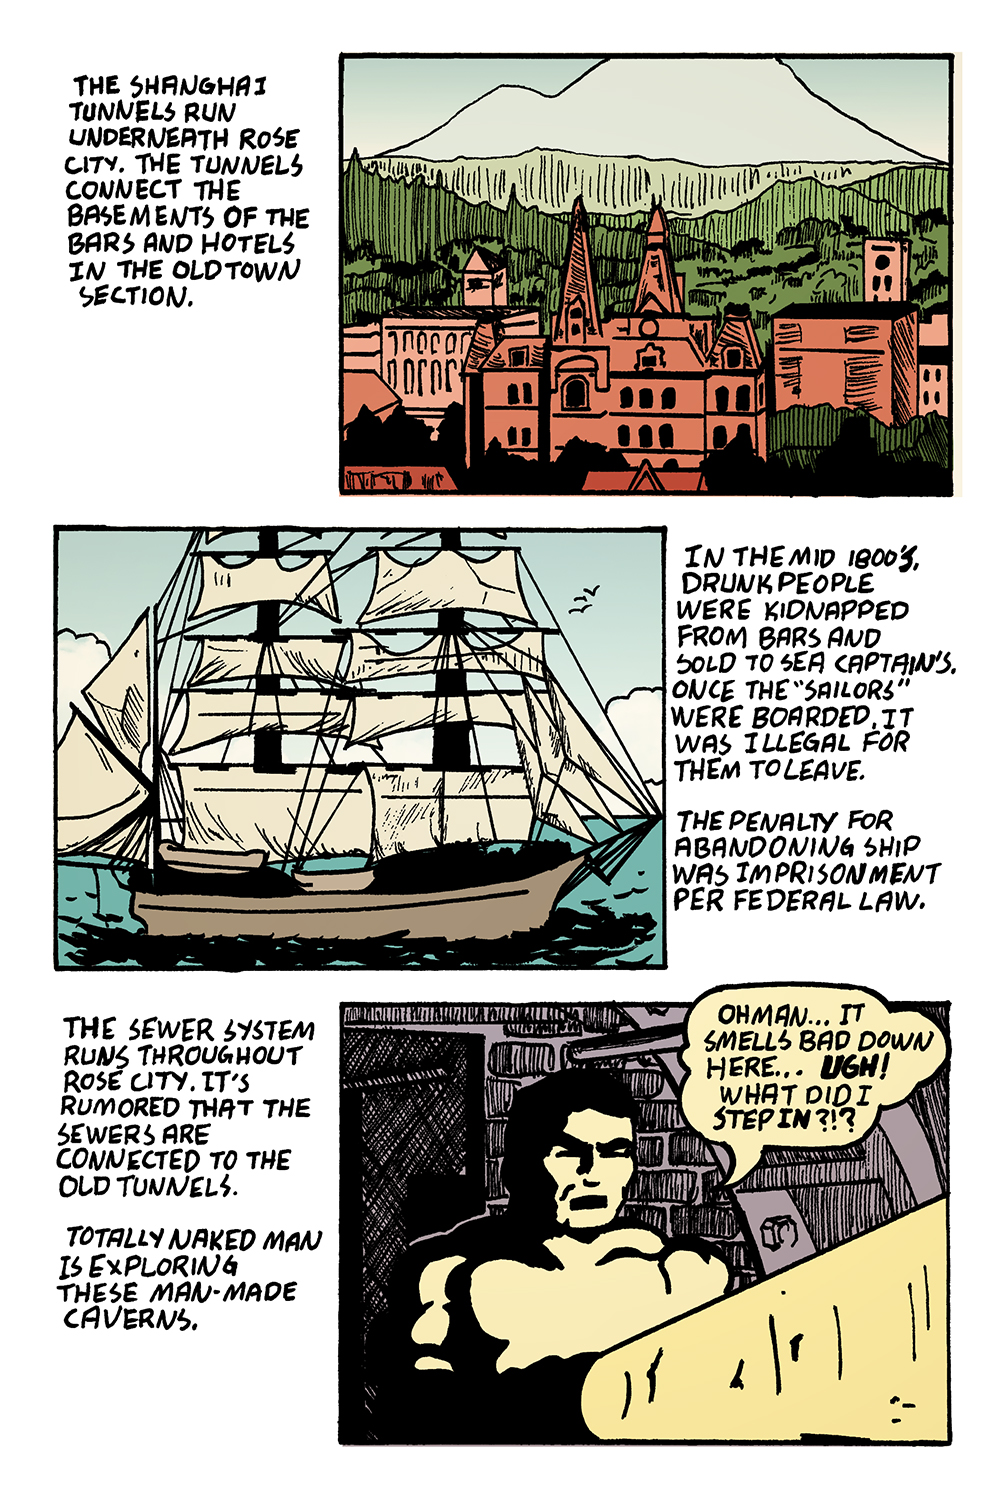 THE SHANGHAI
TUNNELS RUN
UNDERNEATH ROSE
CITY. THE TUNNELS
CONNECT THE
BASEMENTS OF THE
BARS AND HOTELS
IN THE OLD TOWN
SECTION.
IN THE MID 1800'S,
DRUNK PEOPLE
WERE KIDNAPPED
FROM BARS AND
SOLD TO SEA CAPTAIN'S.
ONCE THE "SAILORS"
WERE BOARDED, IT
WAS ILLEGAL FOR
THEM TO LEAVE.
THE PENALTY FOR
ABANDONING SHIP
WAS IMPRISONMENT
PER FEDERAL LAW.
THE SEWER SYSTEM
RUNS THROUGHOUT
ROSE CITY. IT'S
RUMORED THAT THE
SEWERS ARE
CONNECTED TO THE
OLD TUNNELS.
TOTALLY NAKED MAN
IS EXPLORING
THESE MAN-MADE
CAVERNS.
OH MAN... IT
SMELLS BAD DOWN
HERE... UGH!
WHAT DID I
STEP IN?!?